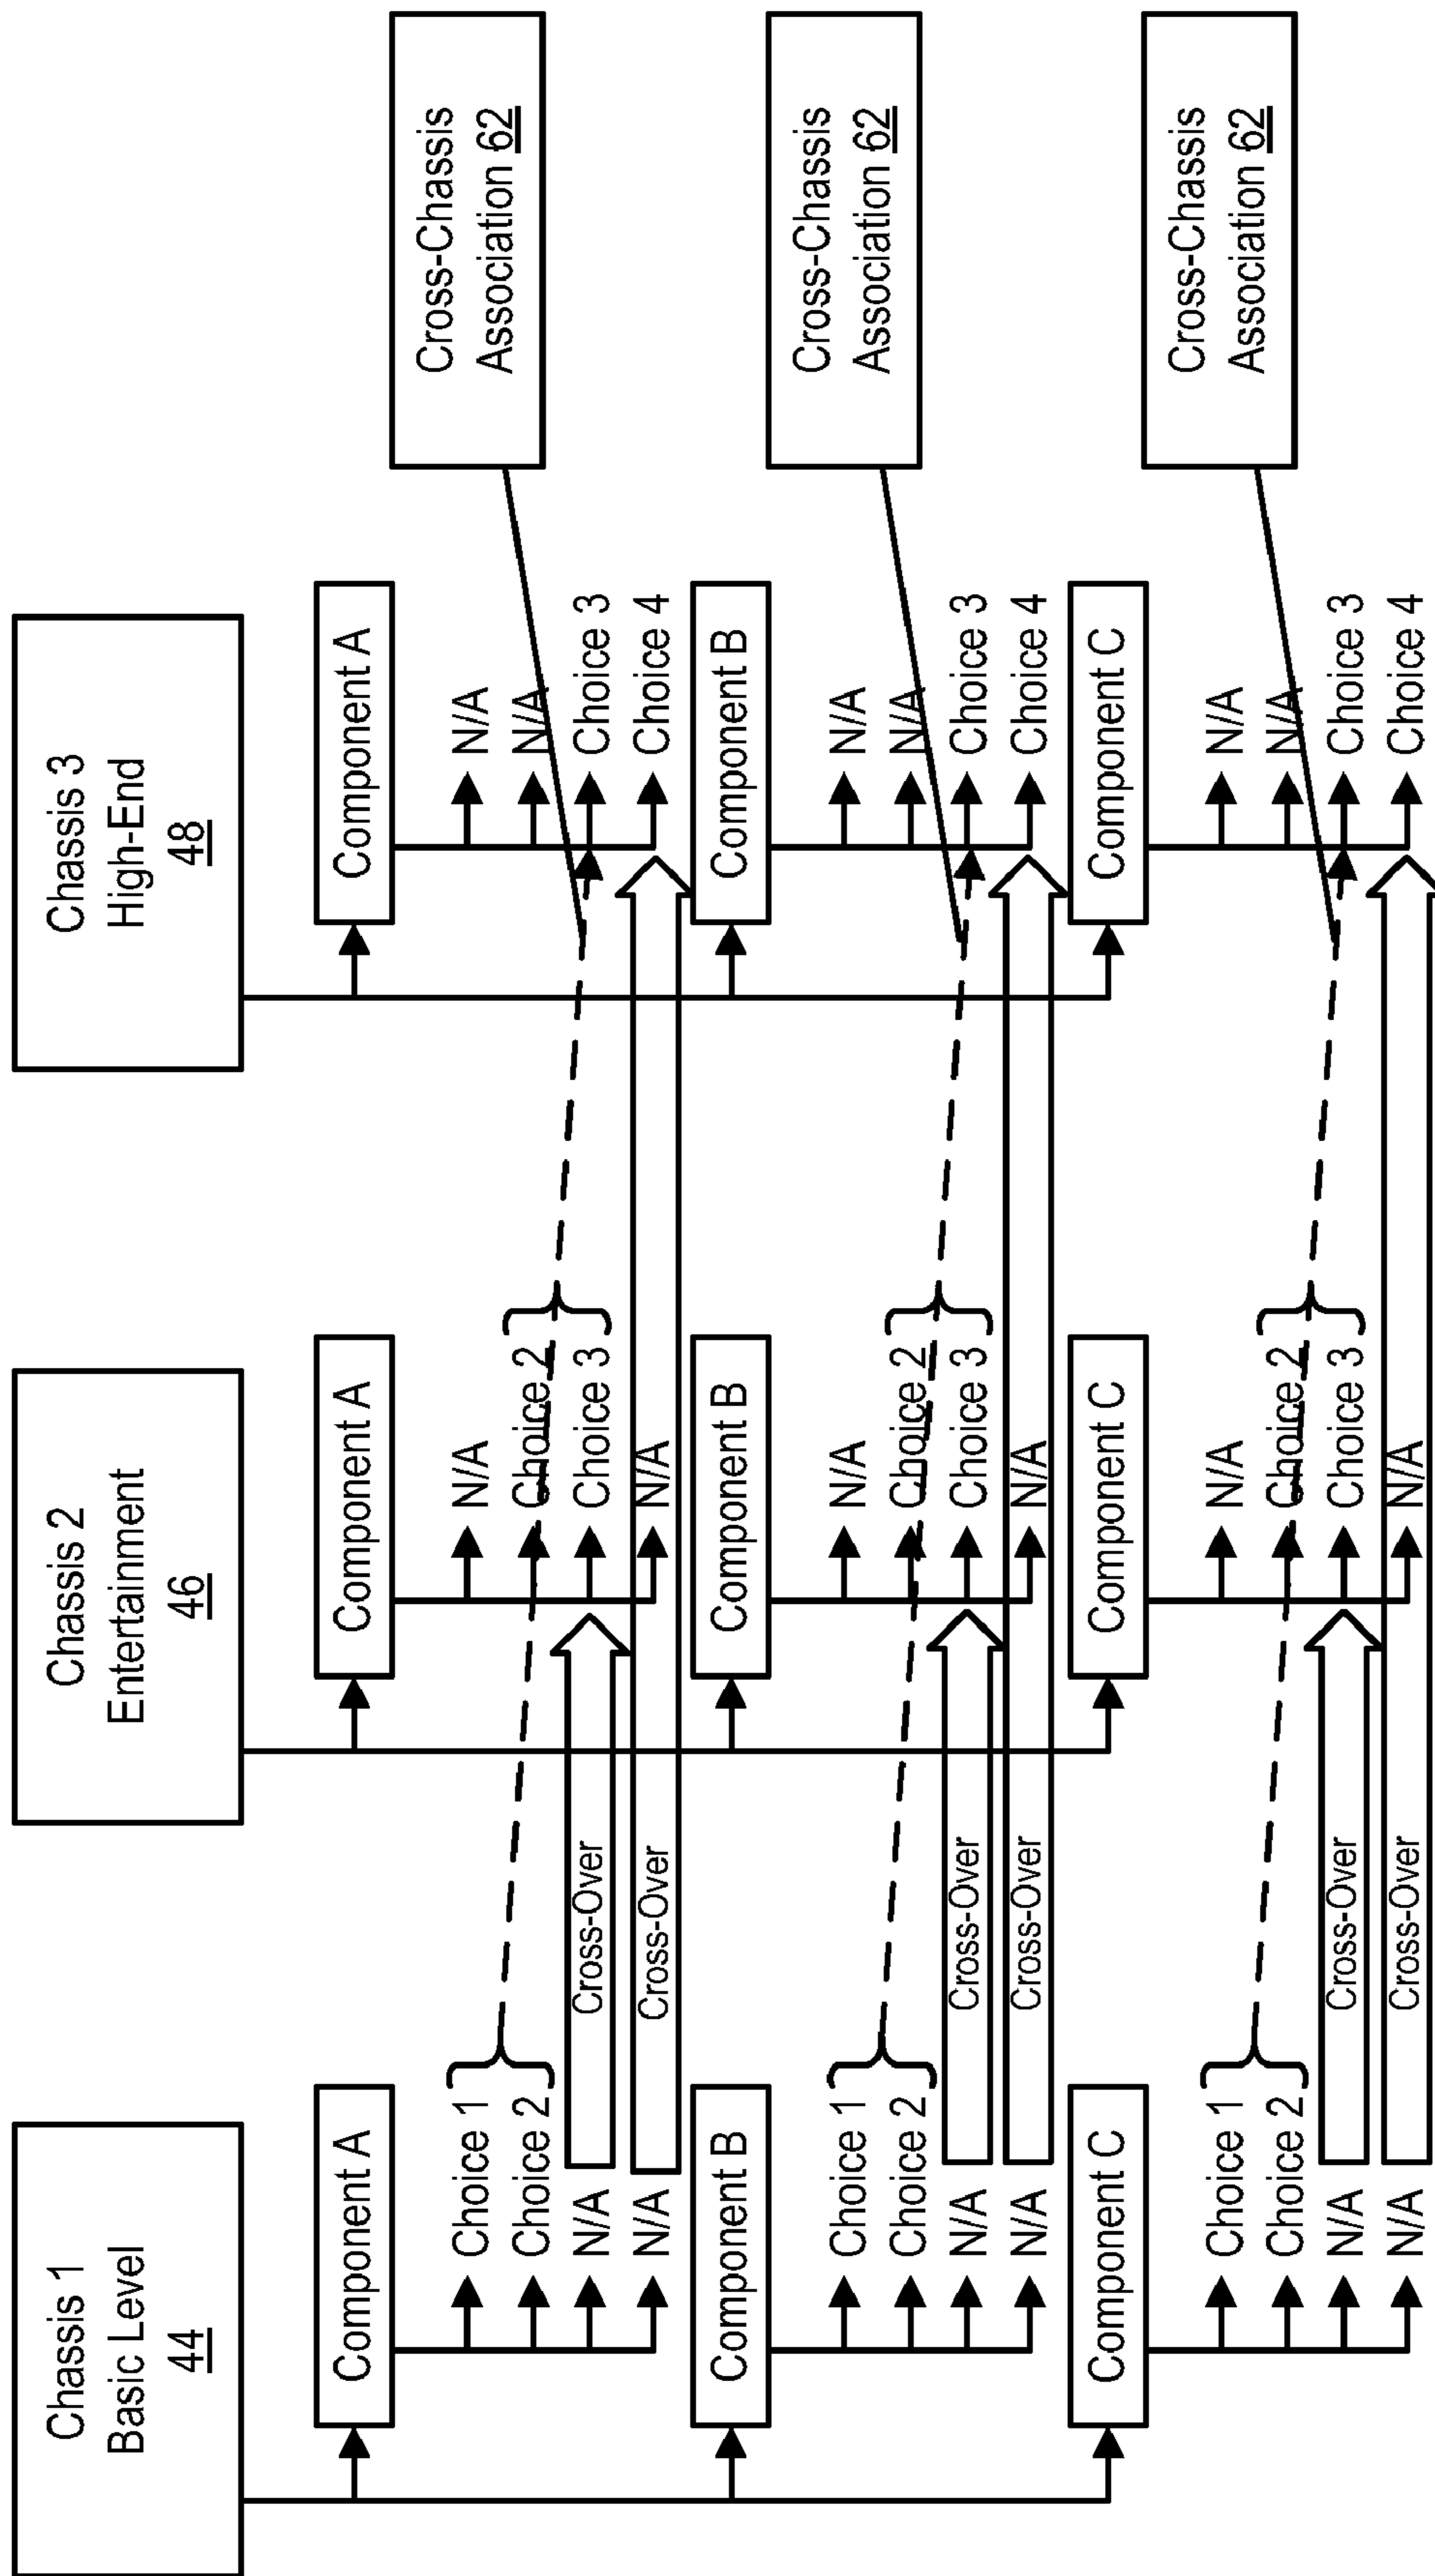 Chassis 1
Basic Level
44
Component A
Choice 1
Choice 2
N/A
N/A
Component B
Choice 1
Choice 2
N/A
N/A
Component C
Choice 1
Choice 2
N/A
N/A
Cross-Over
Cross-Over
Cross-Over
Cross-Over
Cross-Over
Cross-Over
Chassis 2
Entertainment
46
Component A
N/A
Choice 2
Choice 3
N/A
Component B
N/A
Choice 2
Choice 3
N/A
Component C
N/A
Choice 2
Choice 3
N/A
Chassis 3
High-End
48
Component A
N/A
N/A
Choice 3
Choice 4
Component B
N/A
N/A
Choice 3
Choice 4
Component C
N/A
N/A
Choice 3
Choice 4
Cross-Chassis
Association 62
Cross-Chassis
Association 62
Cross-Chassis
Association 62